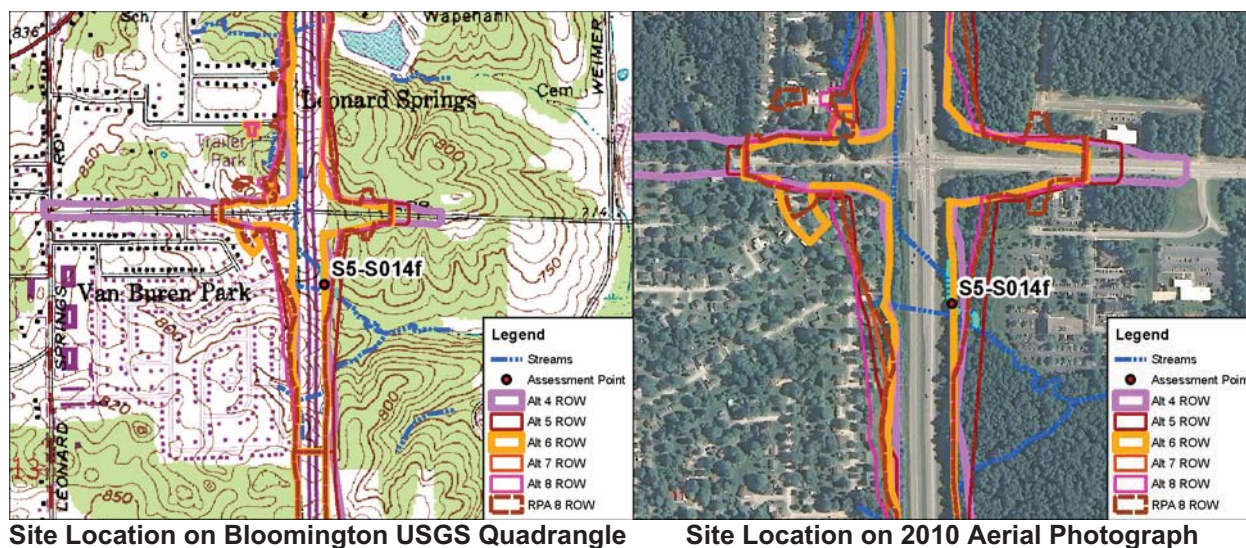 836
Sch
Wapehani
WEIMER
Cem
Leonard Springs
850
Trailer
Park
800
RD
714
S5-S014f
750
Van Buren Park
800
SPRINGS
820
LEONARD
13
850
800
Legend
Streams
Assessment Point
Alt 4 ROW
Alt 5 ROW
Alt 6 ROW
Alt 7 ROW
Alt 8 ROW
RPA 8 ROW
S5-S014f
Legend
Streams
Assessment Point
Alt 4 ROW
Alt 5 ROW
Alt 6 ROW
Alt 7 ROW
Alt 8 ROW
RPA 8 ROW
Site Location on Bloomington USGS Quadrangle
Site Location on 2010 Aerial Photograph